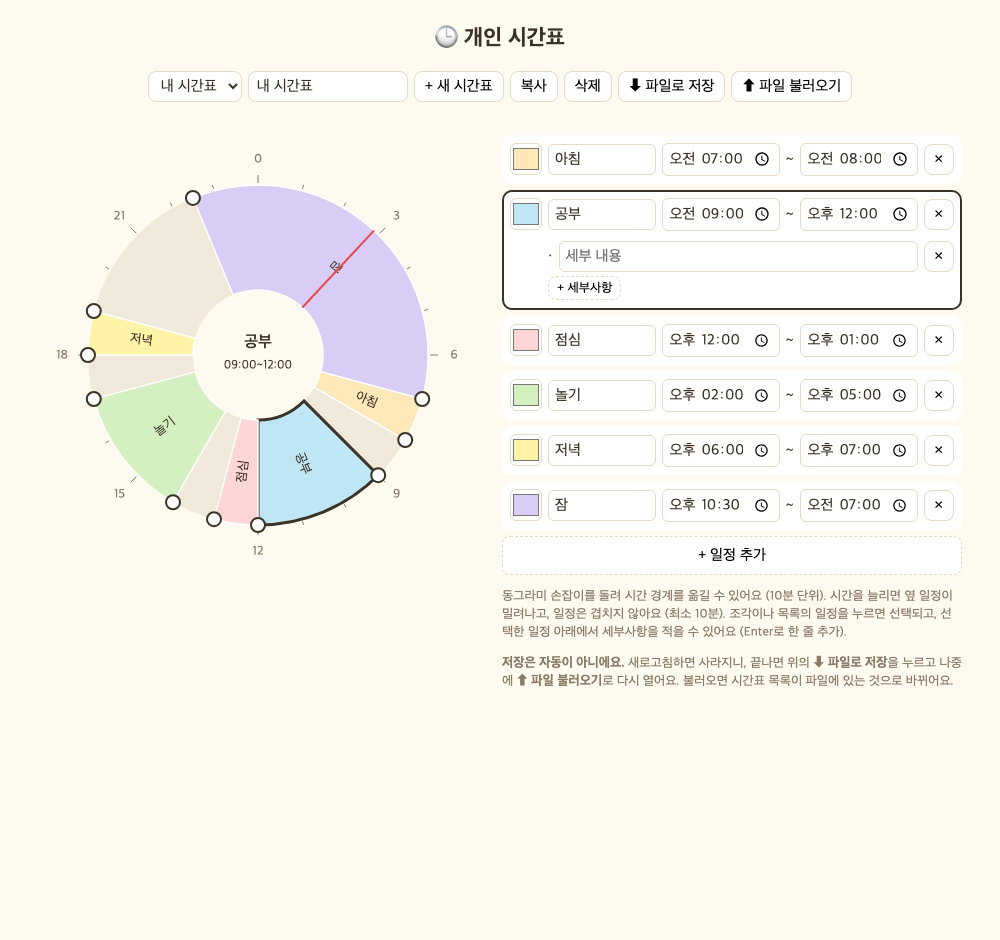 개인 시간표
내 시간표 내 시간표 + 새 시간표 복사 삭제 ⬇ 파일로 저장 ⬆ 파일 불러오기
0
3
6
9
12
15
18
21
잠
아침
공부
점심
놀기
저녁
공부
09:00~12:00
아침 오전 07:00 ~ 오전 08:00 ×
공부 오전 09:00 ~ 오후 12:00 ×
· 세부 내용 ×
+ 세부사항
점심 오후 12:00 ~ 오후 01:00 ×
놀기 오후 02:00 ~ 오후 05:00 ×
저녁 오후 06:00 ~ 오후 07:00 ×
잠 오후 10:30 ~ 오전 07:00 ×
+ 일정 추가
동그라미 손잡이를 돌려 시간 경계를 옮길 수 있어요 (10분 단위). 시간을 늘리면 옆 일정이
밀려나고, 일정은 겹치지 않아요 (최소 10분). 조각이나 목록의 일정을 누르면 선택되고, 선
택한 일정 아래에서 세부사항을 적을 수 있어요 (Enter로 한 줄 추가).
저장은 자동이 아니에요. 새로고침하면 사라지니, 끝나면 위의 ⬇ 파일로 저장을 누르고 나중
에 ⬆ 파일 불러오기로 다시 열어요. 불러오면 시간표 목록이 파일에 있는 것으로 바뀌어요.